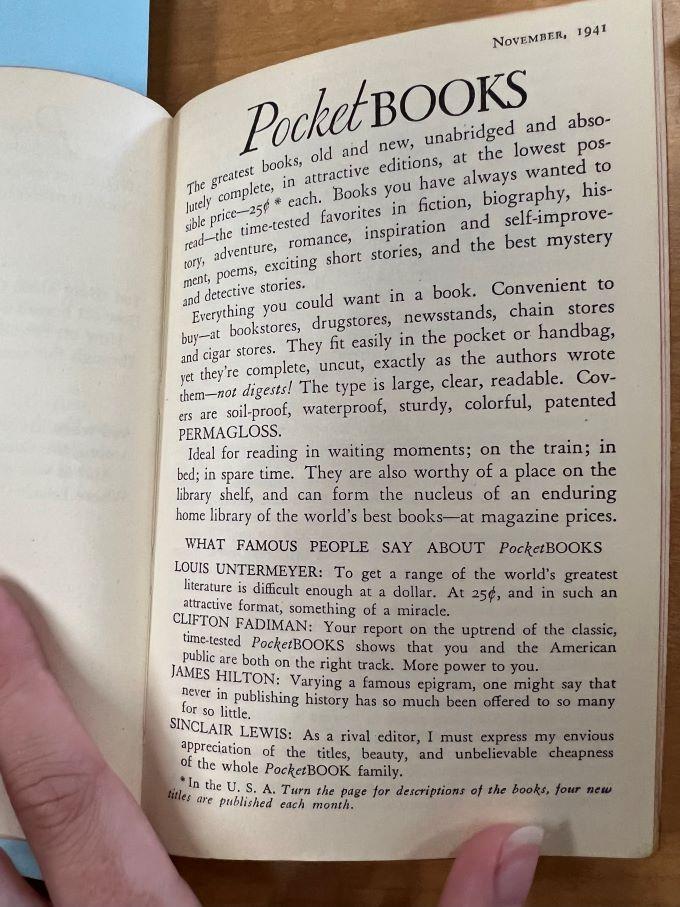 NOVEMBER, 1941
PocketBOOKS
The greatest books, old and new, unabridged and abso-
lutely complete, in attractive editions, at the lowest pos-
sible price—25¢* each. Books you have always wanted to
read—the time-tested favorites in fiction, biography, his-
tory, adventure, romance, inspiration and self-improve-
ment, poems, exciting short stories, and the best mystery
and detective stories.
Everything you could want in a book. Convenient to
buy—at bookstores, drugstores, newsstands, chain stores
and cigar stores. They fit easily in the pocket or handbag,
yet they're complete, uncut, exactly as the authors wrote
them—not digests! The type is large, clear, readable. Cov-
ers are soil-proof, waterproof, sturdy, colorful, patented
PERMAGLOSS.
Ideal for reading in waiting moments; on the train; in
bed; in spare time. They are also worthy of a place on the
library shelf, and can form the nucleus of an enduring
home library of the world's best books—at magazine prices.
WHAT FAMOUS PEOPLE SAY ABOUT PocketBOOKS
LOUIS UNTERMEYER: To get a range of the world's greatest
literature is difficult enough at a dollar. At 25¢, and in such an
attractive format, something of a miracle.
CLIFTON FADIMAN: Your report on the uptrend of the classic,
time-tested PocketBOOKS shows that you and the American
public are both on the right track. More power to you.
JAMES HILTON: Varying a famous epigram, one might say that
never in publishing history has so much been offered to so many
for so little.
SINCLAIR LEWIS: As a rival editor, I must express my envious
appreciation of the titles, beauty, and unbelievable cheapness
of the whole PocketBOOK family.
*In the U. S. A. Turn the page for descriptions of the books, four new
titles are published each month.